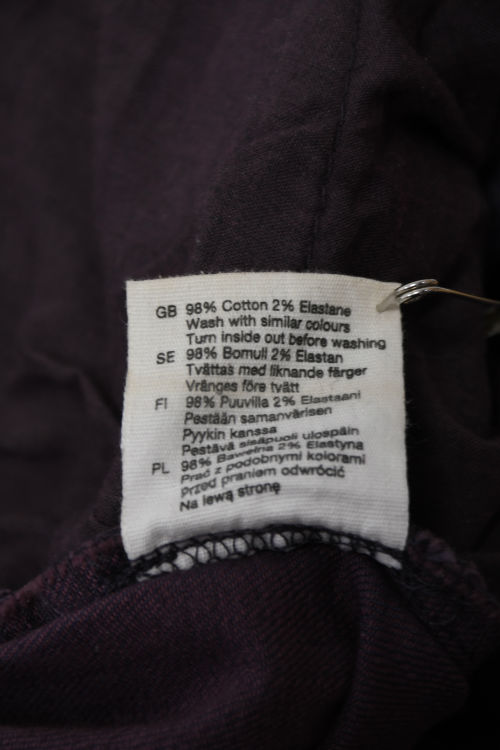 GB 98% Cotton 2% Elastane
Wash with similar colours
Turn inside out before washing
SE 98% Bomull 2% Elastan
Tvättas med liknande färger
Vränges före tvätt
FI 98% Puuvilla 2% Elastaani
Pestään samanvärisen
Pyykin kanssa
Pestävä sisäpuoli ulospäin
PL 98% Bawełna 2% Elastyna
Prać z podobnymi kolorami
przed praniem odwrócić
Na lewą stronę